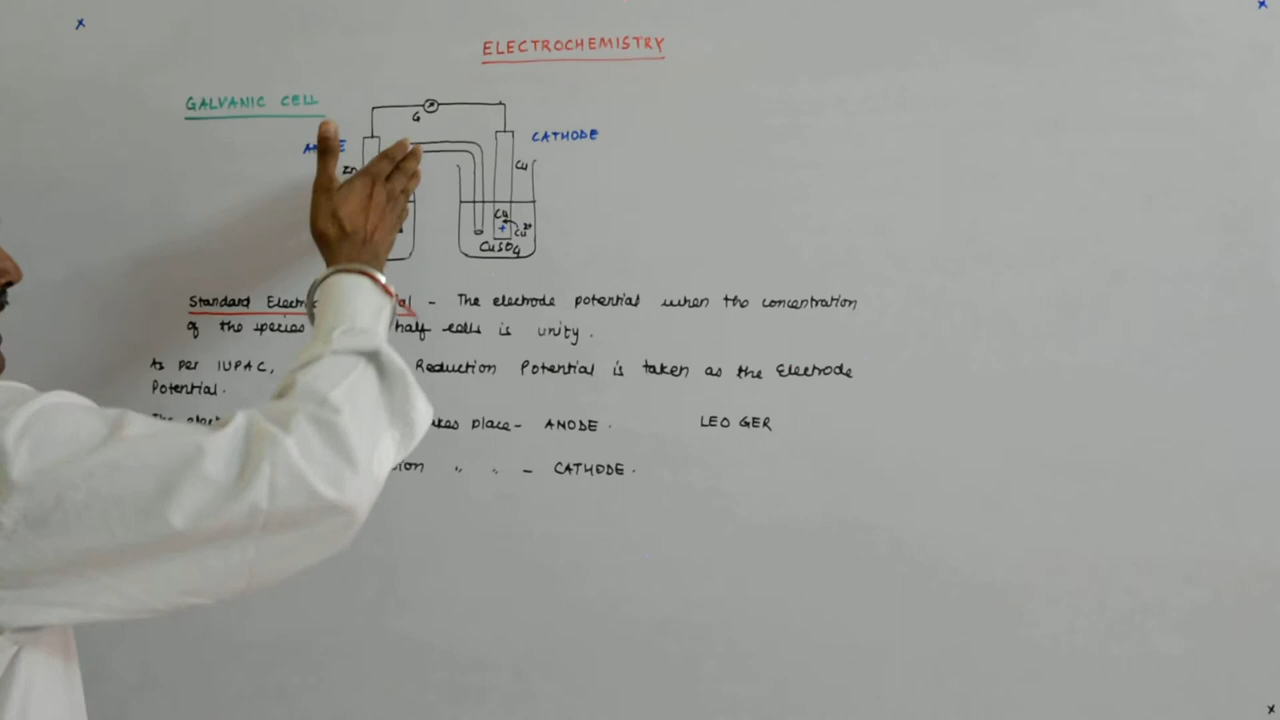 ELECTROCHEMISTRY
GALVANIC CELL
G
CATHODE
Cu
Cu
+ Cu²⁺
CuSO₄
Standard - The electrode potential when the concentration
of the species half cells is unity.
As per IUPAC, Reduction Potential is taken as the Electrode
Potential.
The place - ANODE. LEO GER
" " - CATHODE.